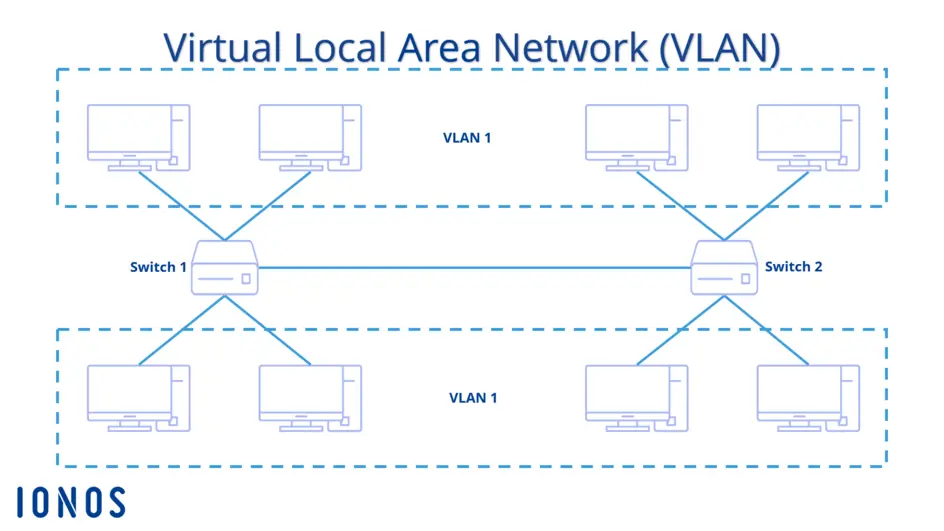 Virtual Local Area Network (VLAN)
VLAN 1
Switch 1
Switch 2
VLAN 1
IONOS